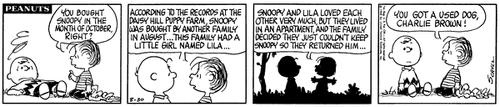 PEANUTS
YOU BOUGHT
SNOOPY IN THE
MONTH OF OCTOBER,
RIGHT?
ACCORDING TO THE RECORDS AT THE
DAISY HILL PUPPY FARM, SNOOPY
WAS BOUGHT BY ANOTHER FAMILY
IN AUGUST...THIS FAMILY HAD A
LITTLE GIRL NAMED LILA...
8-30
SNOOPY AND LILA LOVED EACH
OTHER VERY MUCH, BUT THEY LIVED
IN AN APARTMENT, AND THE FAMILY
DECIDED THEY JUST COULDN'T KEEP
SNOOPY SO THEY RETURNED HIM...
YOU GOT A USED DOG,
CHARLIE BROWN!